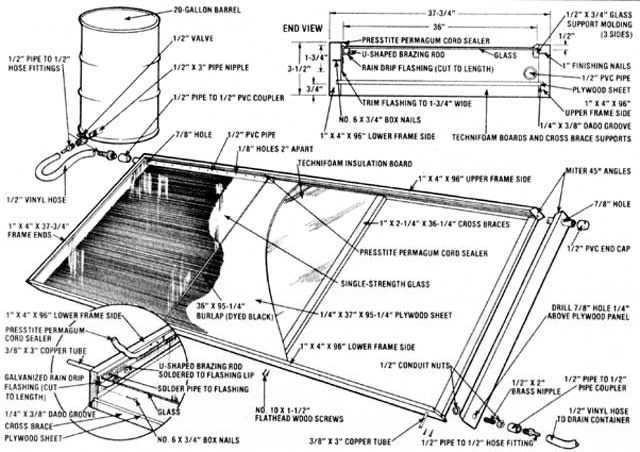 20-GALLON BARREL
1/2" VALVE
1/2" PIPE TO 1/2"
HOSE FITTINGS
1/2" X 3" PIPE NIPPLE
1/2" PIPE TO 1/2" PVC COUPLER
7/8" HOLE
1/2" PVC PIPE
1/8" HOLES 2" APART
1/2" VINYL HOSE
1" X 4" X 37-3/4"
FRAME ENDS
END VIEW
37-3/4"
36"
PRESSTITE PERMAGUM CORD SEALER
U-SHAPED BRAZING ROD
GLASS
RAIN DRIP FLASHING (CUT TO LENGTH)
1-3/4"
3-1/2"
3/4"
TRIM FLASHING TO 1-3/4" WIDE
NO. 6 X 3/4" BOX NAILS
1" X 4" X 96" LOWER FRAME SIDE
1/2" X 3/4" GLASS
SUPPORT MOLDING
(3 SIDES)
1/2"
1" FINISHING NAILS
1/2" PVC PIPE
PLYWOOD SHEET
1" X 4" X 96"
UPPER FRAME SIDE
1/4" X 3/8" DADO GROOVE
TECHNIFOAM BOARDS AND CROSS BRACE SUPPORTS
TECHNIFOAM INSULATION BOARD
1" X 4" X 96" UPPER FRAME SIDE
MITER 45° ANGLES
7/8" HOLE
1/2" PVC END CAP
1" X 2-1/4" X 36-1/4" CROSS BRACES
PRESSTITE PERMAGUM CORD SEALER
SINGLE-STRENGTH GLASS
36" X 95-1/4"
BURLAP (DYED BLACK)
1/4" X 37" X 95-1/4" PLYWOOD SHEET
DRILL 7/8" HOLE 1/4"
ABOVE PLYWOOD PANEL
1" X 4" X 96" LOWER FRAME SIDE
1" X 4" X 96" LOWER FRAME SIDE
PRESSTITE PERMAGUM
CORD SEALER
3/8" X 3" COPPER TUBE
GALVANIZED RAIN DRIP
FLASHING (CUT
TO LENGTH)
1/4" X 3/8" DADO GROOVE
CROSS BRACE
PLYWOOD SHEET
U-SHAPED BRAZING ROD
SOLDERED TO FLASHING LIP
SOLDER PIPE TO FLASHING
GLASS
NO. 6 X 3/4" BOX NAILS
NO. 10 X 1-1/2"
FLATHEAD WOOD SCREWS
3/8" X 3" COPPER TUBE
1/2" CONDUIT NUTS
1/2" X 2"
BRASS NIPPLE
1/2" PIPE TO 1/2"
PIPE COUPLER
1/2" VINYL HOSE
TO DRAIN CONTAINER
1/2" PIPE TO 1/2" HOSE FITTING